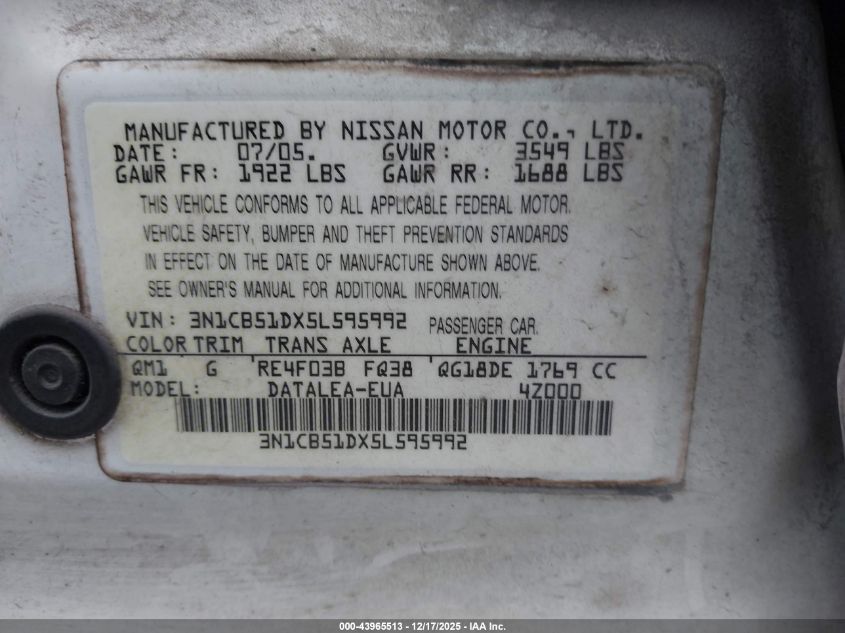 MANUFACTURED BY NISSAN MOTOR CO., LTD.
DATE: 07/05. GVWR: 3549 LBS
GAWR FR: 1922 LBS GAWR RR: 1688 LBS
THIS VEHICLE CONFORMS TO ALL APPLICABLE FEDERAL MOTOR.
VEHICLE SAFETY, BUMPER AND THEFT PREVENTION STANDARDS
IN EFFECT ON THE DATE OF MANUFACTURE SHOWN ABOVE.
SEE OWNER'S MANUAL FOR ADDITIONAL INFORMATION.
VIN: 3N1CB51DX5L595992 PASSENGER CAR.
COLOR TRIM TRANS AXLE ENGINE
QM1 G RE4F03B FQ38 QG18DE 1769 CC
MODEL: DATALEA-EUA 4Z000
3N1CB51DX5L595992
000-43965513 - 12/17/2025 - IAA Inc.